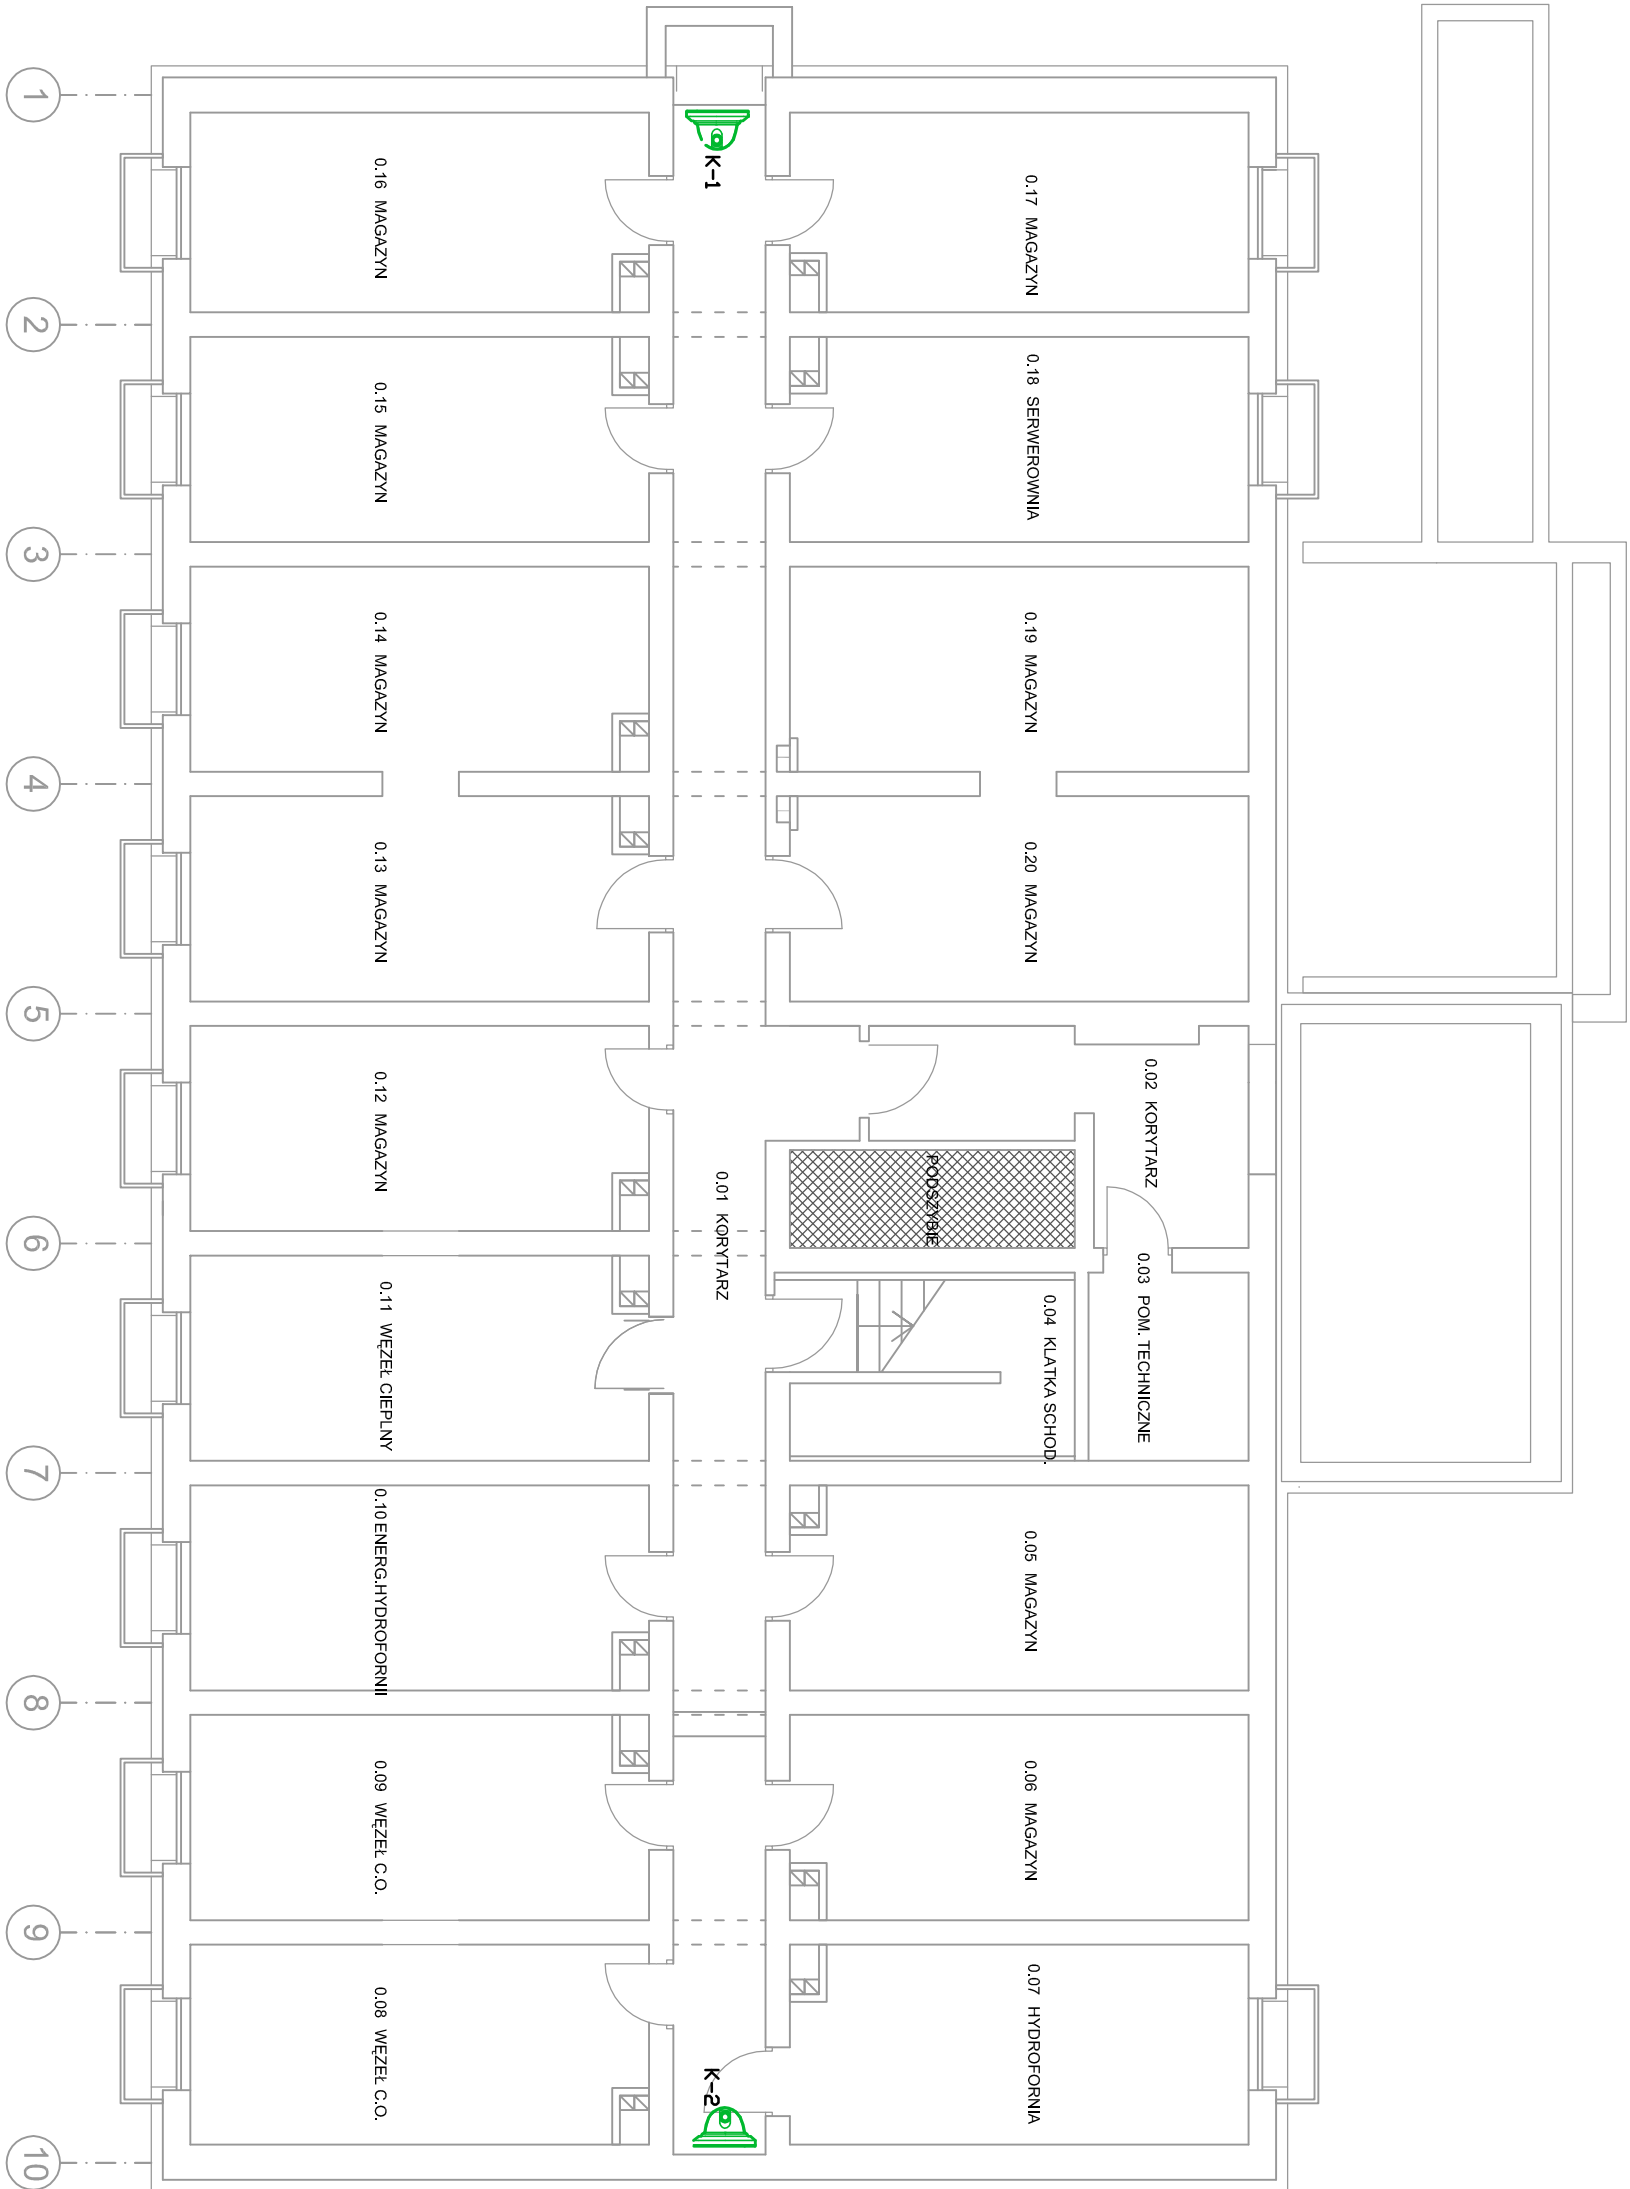 1
2
3
4
5
6
7
8
9
10
K-1
K-2
0.16 MAGAZYN
0.15 MAGAZYN
0.14 MAGAZYN
0.13 MAGAZYN
0.12 MAGAZYN
0.11 WĘZEŁ CIEPLNY
0.10 ENERG.HYDROFORNII
0.09 WĘZEŁ C.O.
0.08 WĘZEŁ C.O.
0.01 KORYTARZ
0.17 MAGAZYN
0.18 SERWEROWNIA
0.19 MAGAZYN
0.20 MAGAZYN
PODSZYBIE
0.02 KORYTARZ
0.03 POM. TECHNICZNE
0.04 KLATKA SCHOD.
0.05 MAGAZYN
0.06 MAGAZYN
0.07 HYDROFORNIA